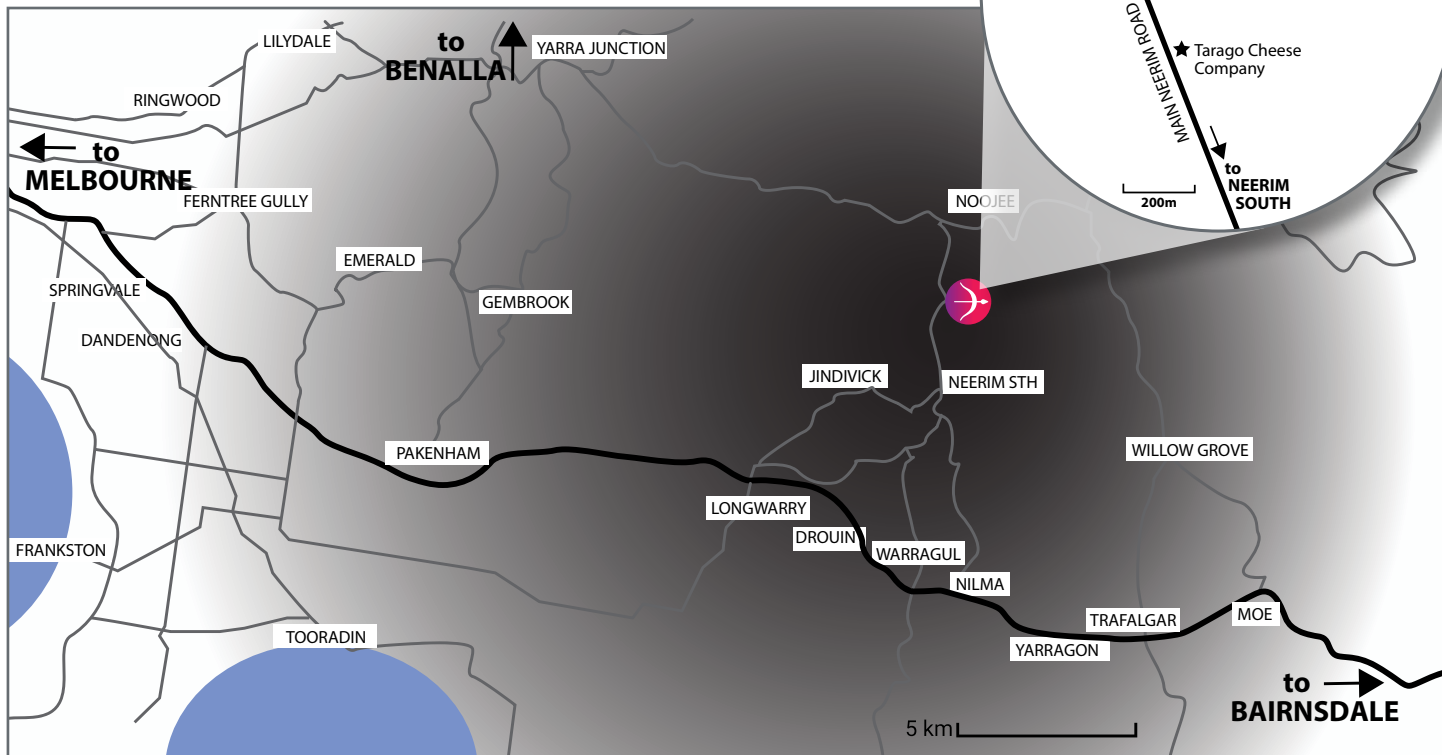 LILYDALE
to
BENALLA
YARRA JUNCTION
RINGWOOD
to
MELBOURNE
FERNTREE GULLY
MAIN NEERIM ROAD
Tarago Cheese
Company
to
NEERIM
SOUTH
200m
NOOJEE
EMERALD
SPRINGVALE
GEMBROOK
DANDENONG
JINDIVICK
NEERIM STH
PAKENHAM
WILLOW GROVE
LONGWARRY
DROUIN
WARRAGUL
FRANKSTON
NILMA
TRAFALGAR
MOE
TOORADIN
YARRAGON
to
BAIRNSDALE
5 km